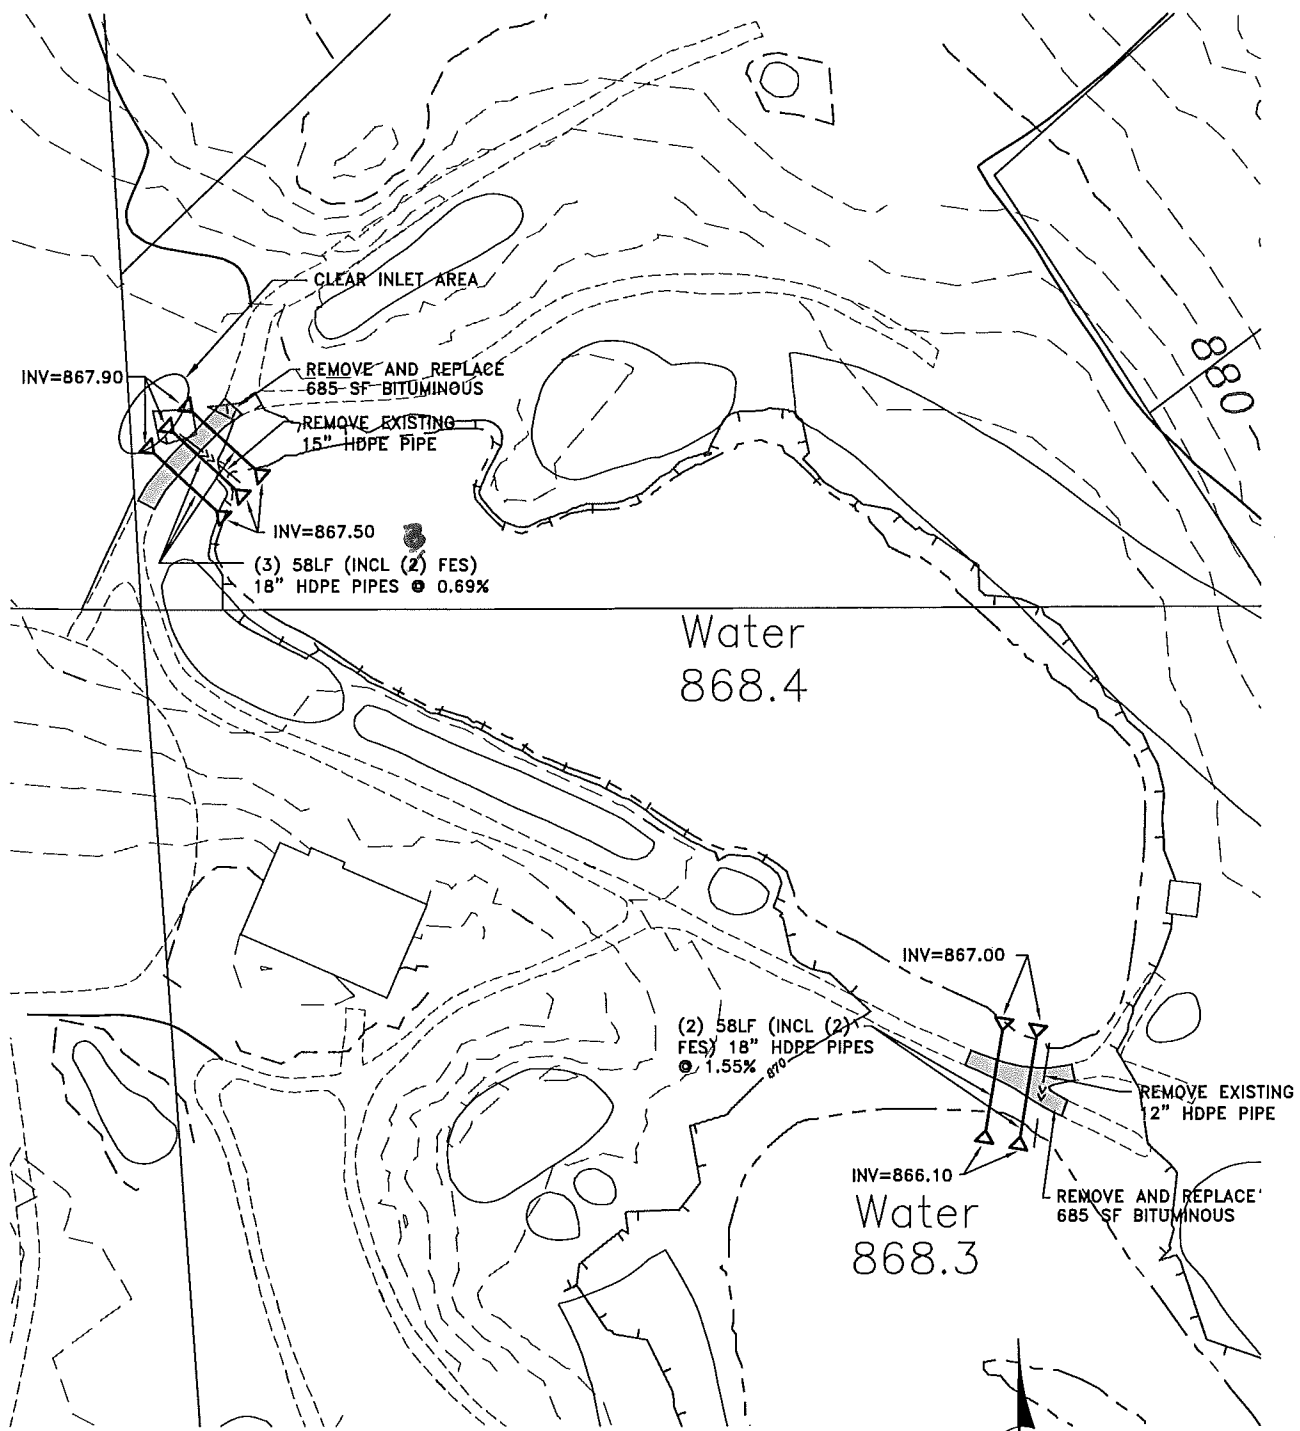 CLEAR INLET AREA
880
INV=867.90
REMOVE AND REPLACE
685 SF BITUMINOUS
REMOVE EXISTING
15" HDPE PIPE
INV=867.50
(3) 58LF (INCL (2) FES)
18" HDPE PIPES @ 0.69%
Water
868.4
INV=867.00
(2) 58LF (INCL (2)
FES) 18" HDPE PIPES
@ 1.55%
870
REMOVE EXISTING
12" HDPE PIPE
INV=866.10
REMOVE AND REPLACE
685 SF BITUMINOUS
Water
868.3